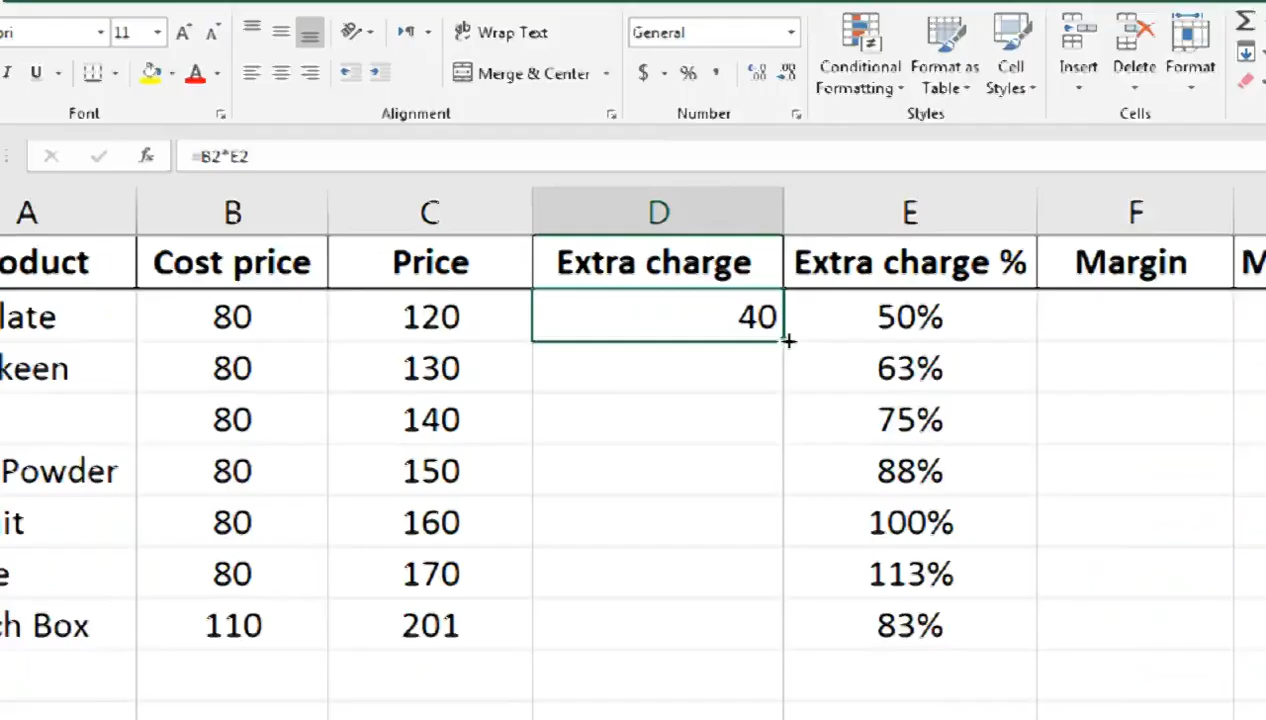 11
Wrap Text
General
Merge & Center
$ %
Conditional Formatting
Format as Table
Cell Styles
Insert
Delete
Format
Font
Alignment
Number
Styles
Cells
fx
=B2*E2
A B C D E F
oduct Cost price Price Extra charge Extra charge % Margin M
late 80 120 40 50%
keen 80 130 63%
80 140 75%
Powder 80 150 88%
it 80 160 100%
e 80 170 113%
ch Box 110 201 83%